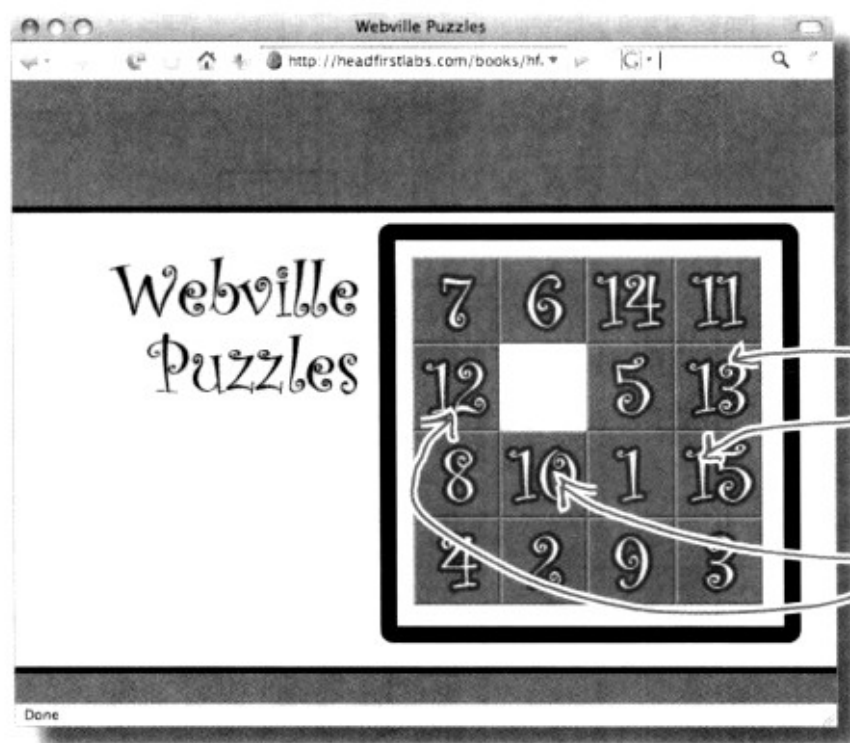 Webville Puzzles
http://headfirstlabs.com/books/hf.
G
Webville
Puzzles
7 6 14 11
12 5 13
8 10 1 15
4 2 9 3
Done